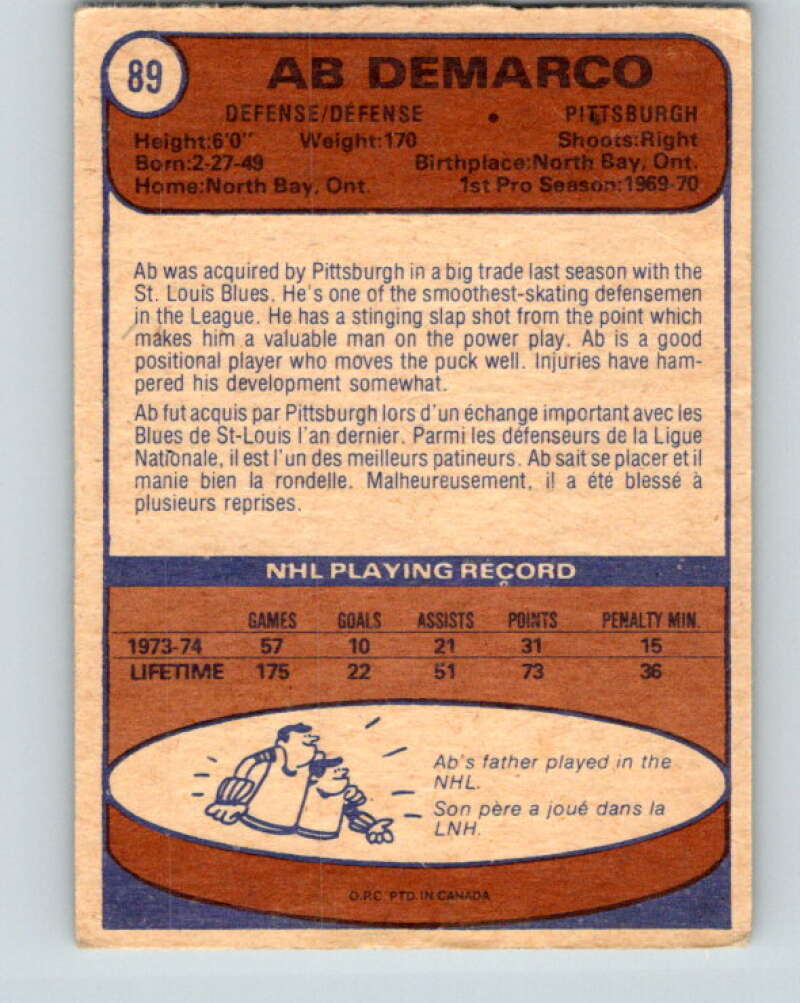 89
AB DEMARCO
DEFENSE/DÉFENSE • PITTSBURGH
Height:6'0" Weight:170 Shoots:Right
Born:2-27-49 Birthplace:North Bay, Ont.
Home:North Bay, Ont. 1st Pro Season:1969-70
Ab was acquired by Pittsburgh in a big trade last season with the
St. Louis Blues. He's one of the smoothest-skating defensemen
in the League. He has a stinging slap shot from the point which
makes him a valuable man on the power play. Ab is a good
positional player who moves the puck well. Injuries have ham-
pered his development somewhat.
Ab fut acquis par Pittsburgh lors d'un échange important avec les
Blues de St-Louis l'an dernier. Parmi les défenseurs de la Ligue
Nationale, il est l'un des meilleurs patineurs. Ab sait se placer et il
manie bien la rondelle. Malheureusement, il a été blessé à
plusieurs reprises.
NHL PLAYING RECORD
GAMES GOALS ASSISTS POINTS PENALTY MIN.
1973-74 57 10 21 31 15
LIFETIME 175 22 51 73 36
Ab's father played in the
NHL.
Son père a joué dans la
LNH.
O.P.C. PTD. IN CANADA